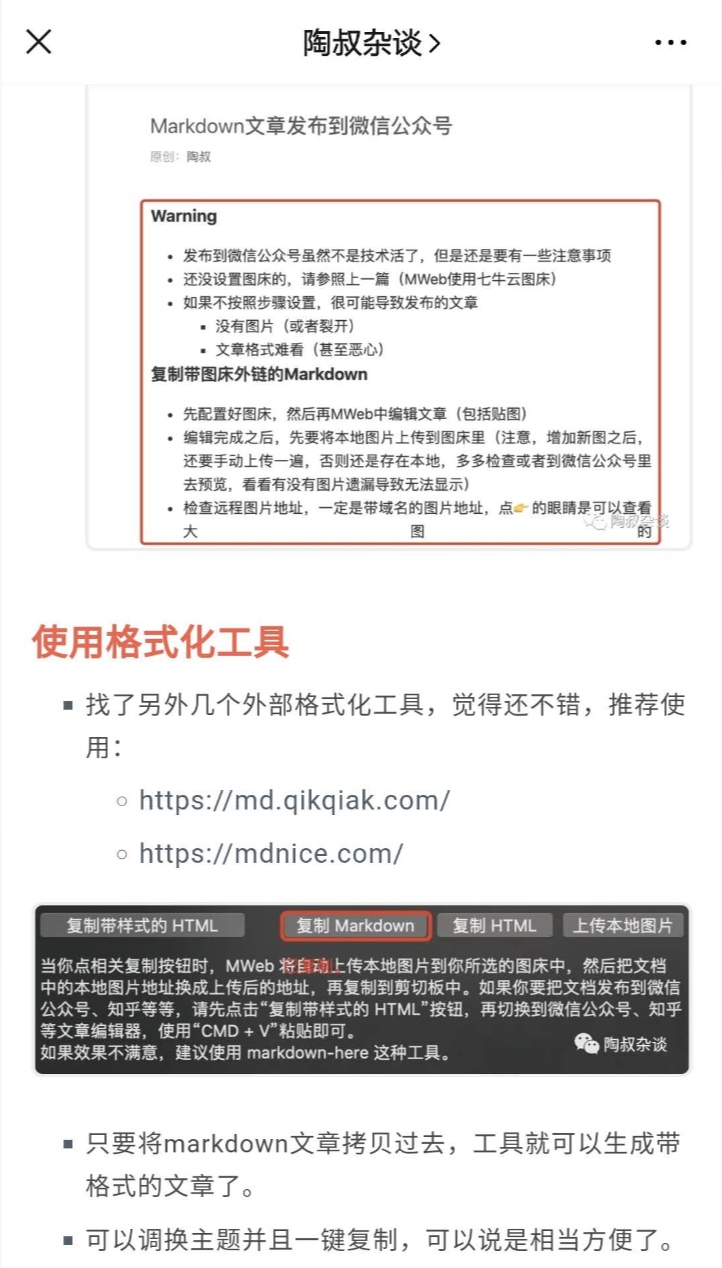 陶叔杂谈
Markdown文章发布到微信公众号
原创: 陶叔
Warning
• 发布到微信公众号虽然不是技术活了，但是还是要有一些注意事项
• 还没设置图床的，请参照上一篇（MWeb使用七牛云图床）
• 如果不按照步骤设置，很可能导致发布的文章
▪ 没有图片（或者裂开）
▪ 文章格式难看（甚至恶心）
复制带图床外链的Markdown
• 先配置好图床，然后再MWeb中编辑文章（包括贴图）
• 编辑完成之后，先要将本地图片上传到图床里（注意，增加新图之后，
还要手动上传一遍，否则还是存在本地，多多检查或者到微信公众号里
去预览，看看有没有图片遗漏导致无法显示）
• 检查远程图片地址，一定是带域名的图片地址，点👉的眼睛是可以查看
大 图 的
陶叔杂谈
使用格式化工具
▪ 找了另外几个外部格式化工具，觉得还不错，推荐使
用：
○ https://md.qikqiak.com/
○ https://mdnice.com/
复制带样式的 HTML 复制 Markdown 复制 HTML 上传本地图片
当你点相关复制按钮时，MWeb 将自动上传本地图片到你所选的图床中，然后把文档
中的本地图片地址换成上传后的地址，再复制到剪切板中。如果你要把文档发布到微信
公众号、知乎等等，请先点击“复制带样式的 HTML”按钮，再切换到微信公众号、知乎
等文章编辑器，使用“CMD + V”粘贴即可。
如果效果不满意，建议使用 markdown-here 这种工具。
陶叔杂谈
▪ 只要将markdown文章拷贝过去，工具就可以生成带
格式的文章了。
▪ 可以调换主题并且一键复制，可以说是相当方便了。